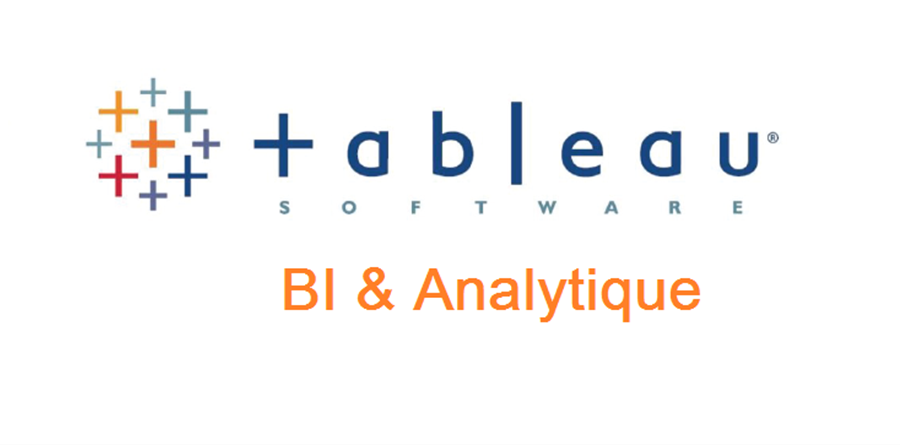 tableau®
SOFTWARE
BI & Analytique